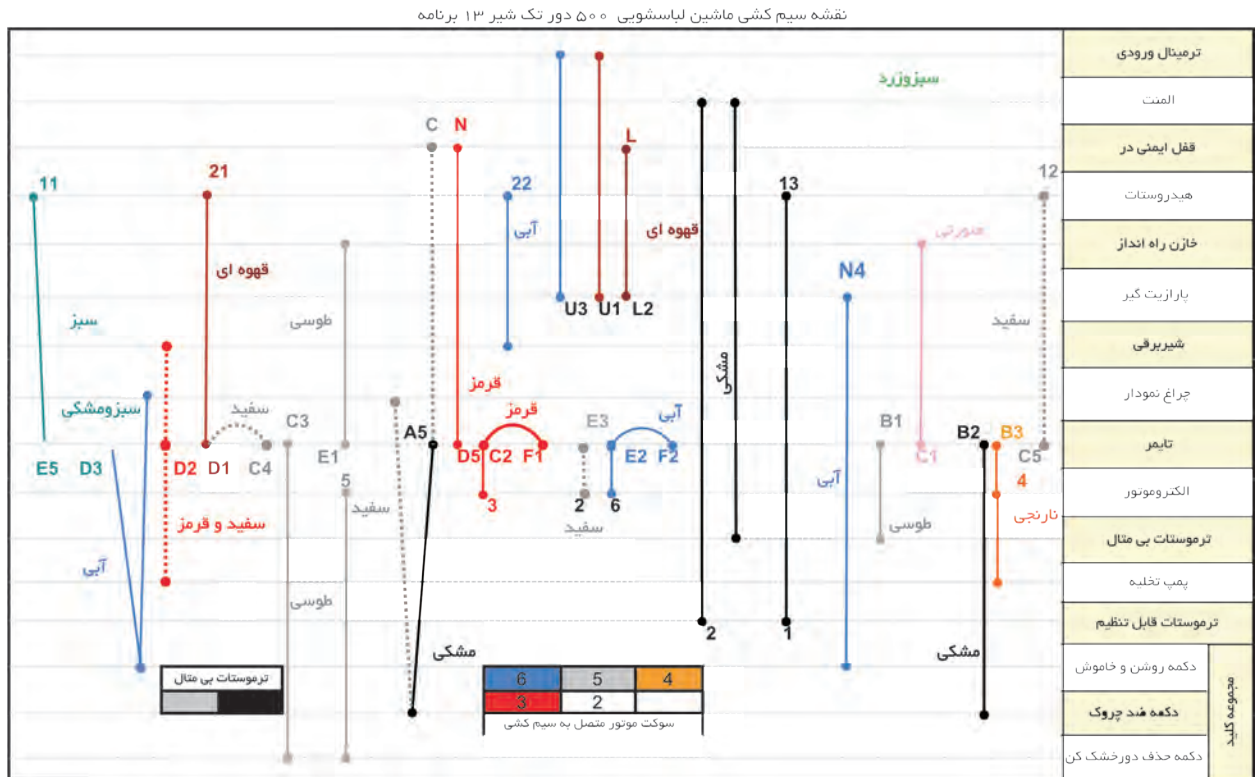 نقشه سیم کشی ماشین لباسشویی ۵۰۰ دور تک شیر ۱۳ برنامه
ترمینال ورودی
المنت
قفل ایمنی در
هیدروستات
خازن راه انداز
پارازیت گیر
شیربرقی
چراغ نمودار
تایمر
الکتروموتور
ترموستات بی متال
پمپ تخلیه
ترموستات قابل تنظیم
مجموعه کلید
دکمه روشن و خاموش
دکمه ضد چروک
دکمه حذف دورخشک کن
سبزوزرد
C N L
11 21 22 13 12
آبی
قهوه ای
صورتی
قهوه ای
N4
طوسی
سبز
U3 U1 L2
سفید
مشکی
قرمز
سبزومشکی
سفید
قرمز
آبی
C3 A5 E3 B1 B2 B3
E5 D3 D2 D1 C4 E1 D5 C2 F1 E2 F2 C1 C5
5 3 2 6 4
سفید
سفید و قرمز
سفید
آبی
طوسی
نارنجی
آبی
طوسی
2 1
مشکی
مشکی
ترموستات بی متال
6 5 4
3 2
سوکت موتور متصل به سیم کشی